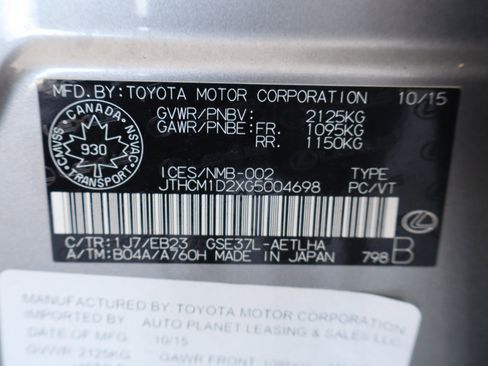 MFD. BY: TOYOTA MOTOR CORPORATION 10/15
GVWR/PNBV: 2125KG
GAWR/PNBE: FR. 1095KG
RR. 1150KG
CANADA
CMVSS NSVAC
930
TRANSPORT
ICES/NMB-002 TYPE
JTHCM1D2XG5004698 PC/VT
C/TR: 1J7/EB23 GSE37L-AETLHA B
A/TM: B04A/A760H MADE IN JAPAN 798
MANUFACTURED BY: TOYOTA MOTOR CORPORATION
IMPORTED BY AUTO PLANET LEASING & SALES LLC
DATE OF MFG: 10/15
GVWR: 2125KG GAWR FRONT